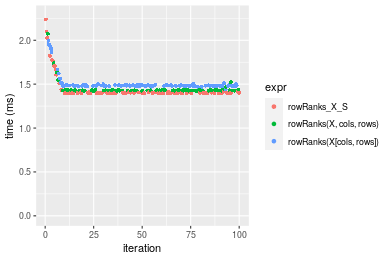 2.0
1.5
1.0
0.5
0.0
time (ms)
0
25
50
75
100
iteration
expr
rowRanks_X_S
rowRanks(X, cols, rows)
rowRanks(X[cols, rows])